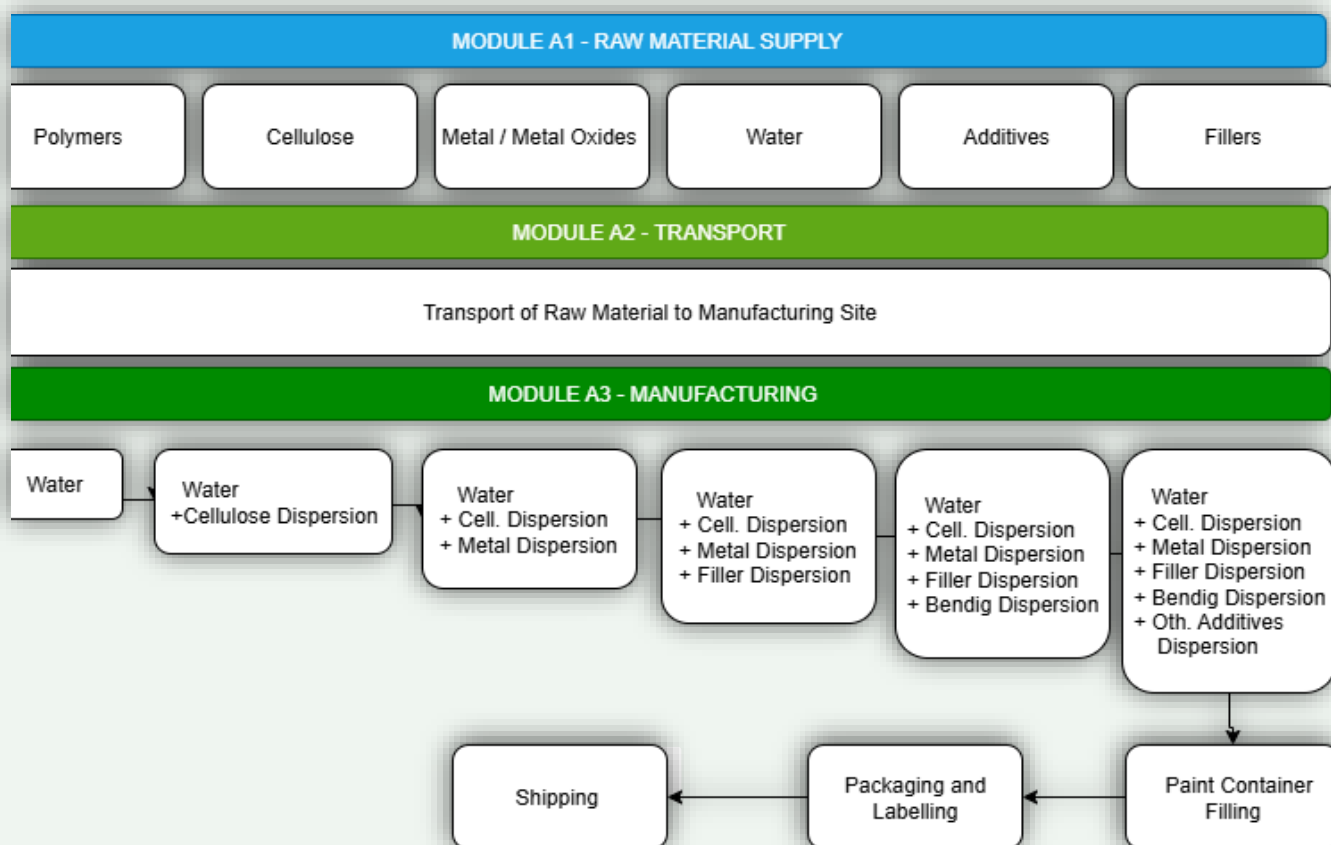 MODULE A1 - RAW MATERIAL SUPPLY
Polymers
Cellulose
Metal / Metal Oxides
Water
Additives
Fillers
MODULE A2 - TRANSPORT
Transport of Raw Material to Manufacturing Site
MODULE A3 - MANUFACTURING
Water
Water
+Cellulose Dispersion
Water
+ Cell. Dispersion
+ Metal Dispersion
Water
+ Cell. Dispersion
+ Metal Dispersion
+ Filler Dispersion
Water
+ Cell. Dispersion
+ Metal Dispersion
+ Filler Dispersion
+ Bendig Dispersion
Water
+ Cell. Dispersion
+ Metal Dispersion
+ Filler Dispersion
+ Bendig Dispersion
+ Oth. Additives
Dispersion
Paint Container
Filling
Packaging and
Labelling
Shipping